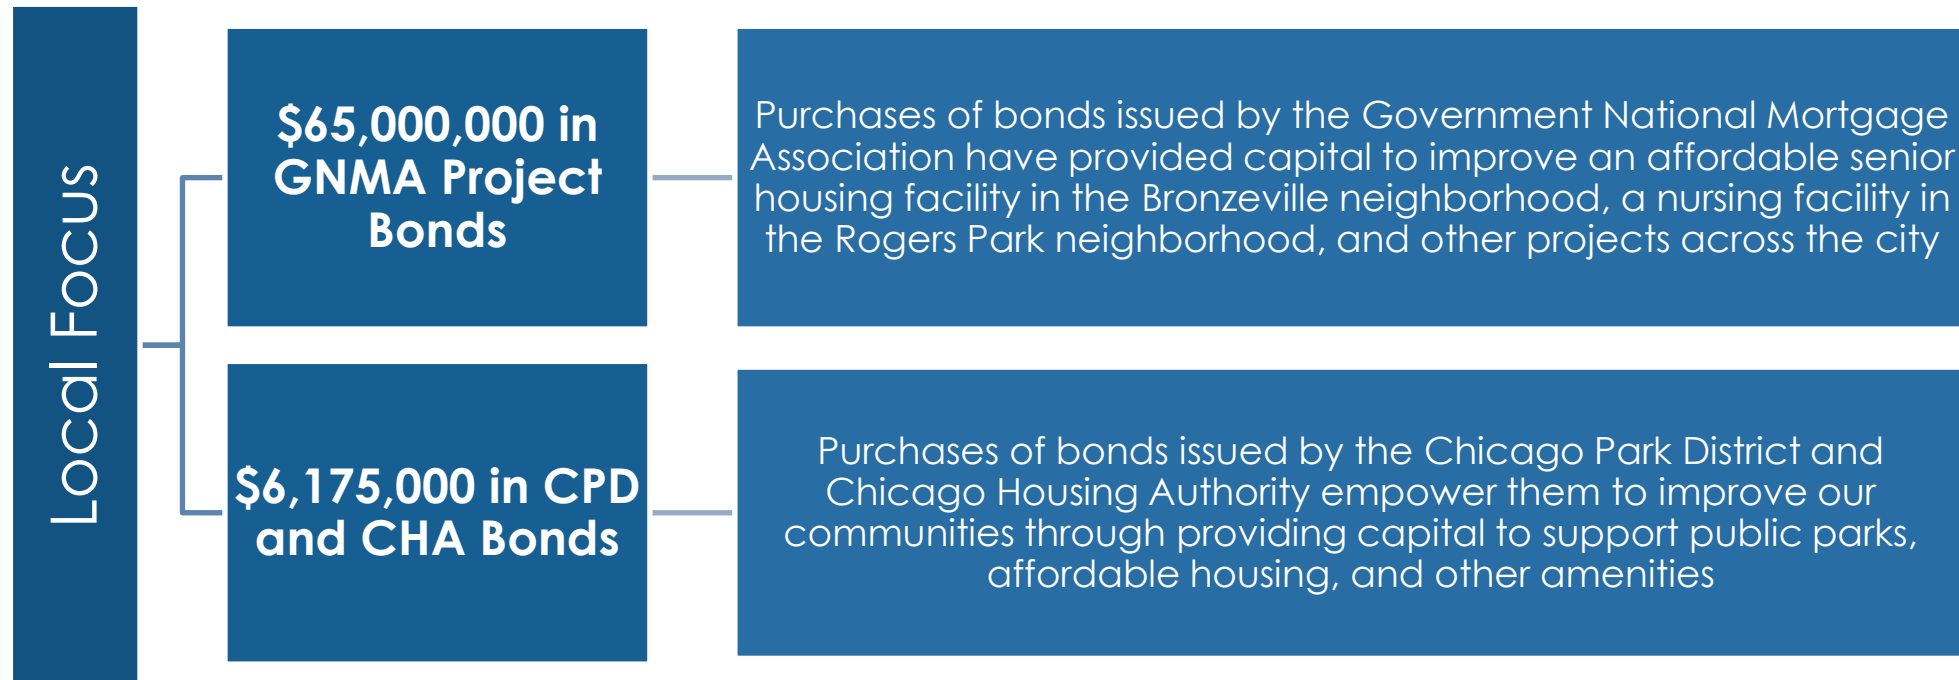 Local Focus
$65,000,000 in
GNMA Project
Bonds
Purchases of bonds issued by the Government National Mortgage
Association have provided capital to improve an affordable senior
housing facility in the Bronzeville neighborhood, a nursing facility in
the Rogers Park neighborhood, and other projects across the city
$6,175,000 in CPD
and CHA Bonds
Purchases of bonds issued by the Chicago Park District and
Chicago Housing Authority empower them to improve our
communities through providing capital to support public parks,
affordable housing, and other amenities